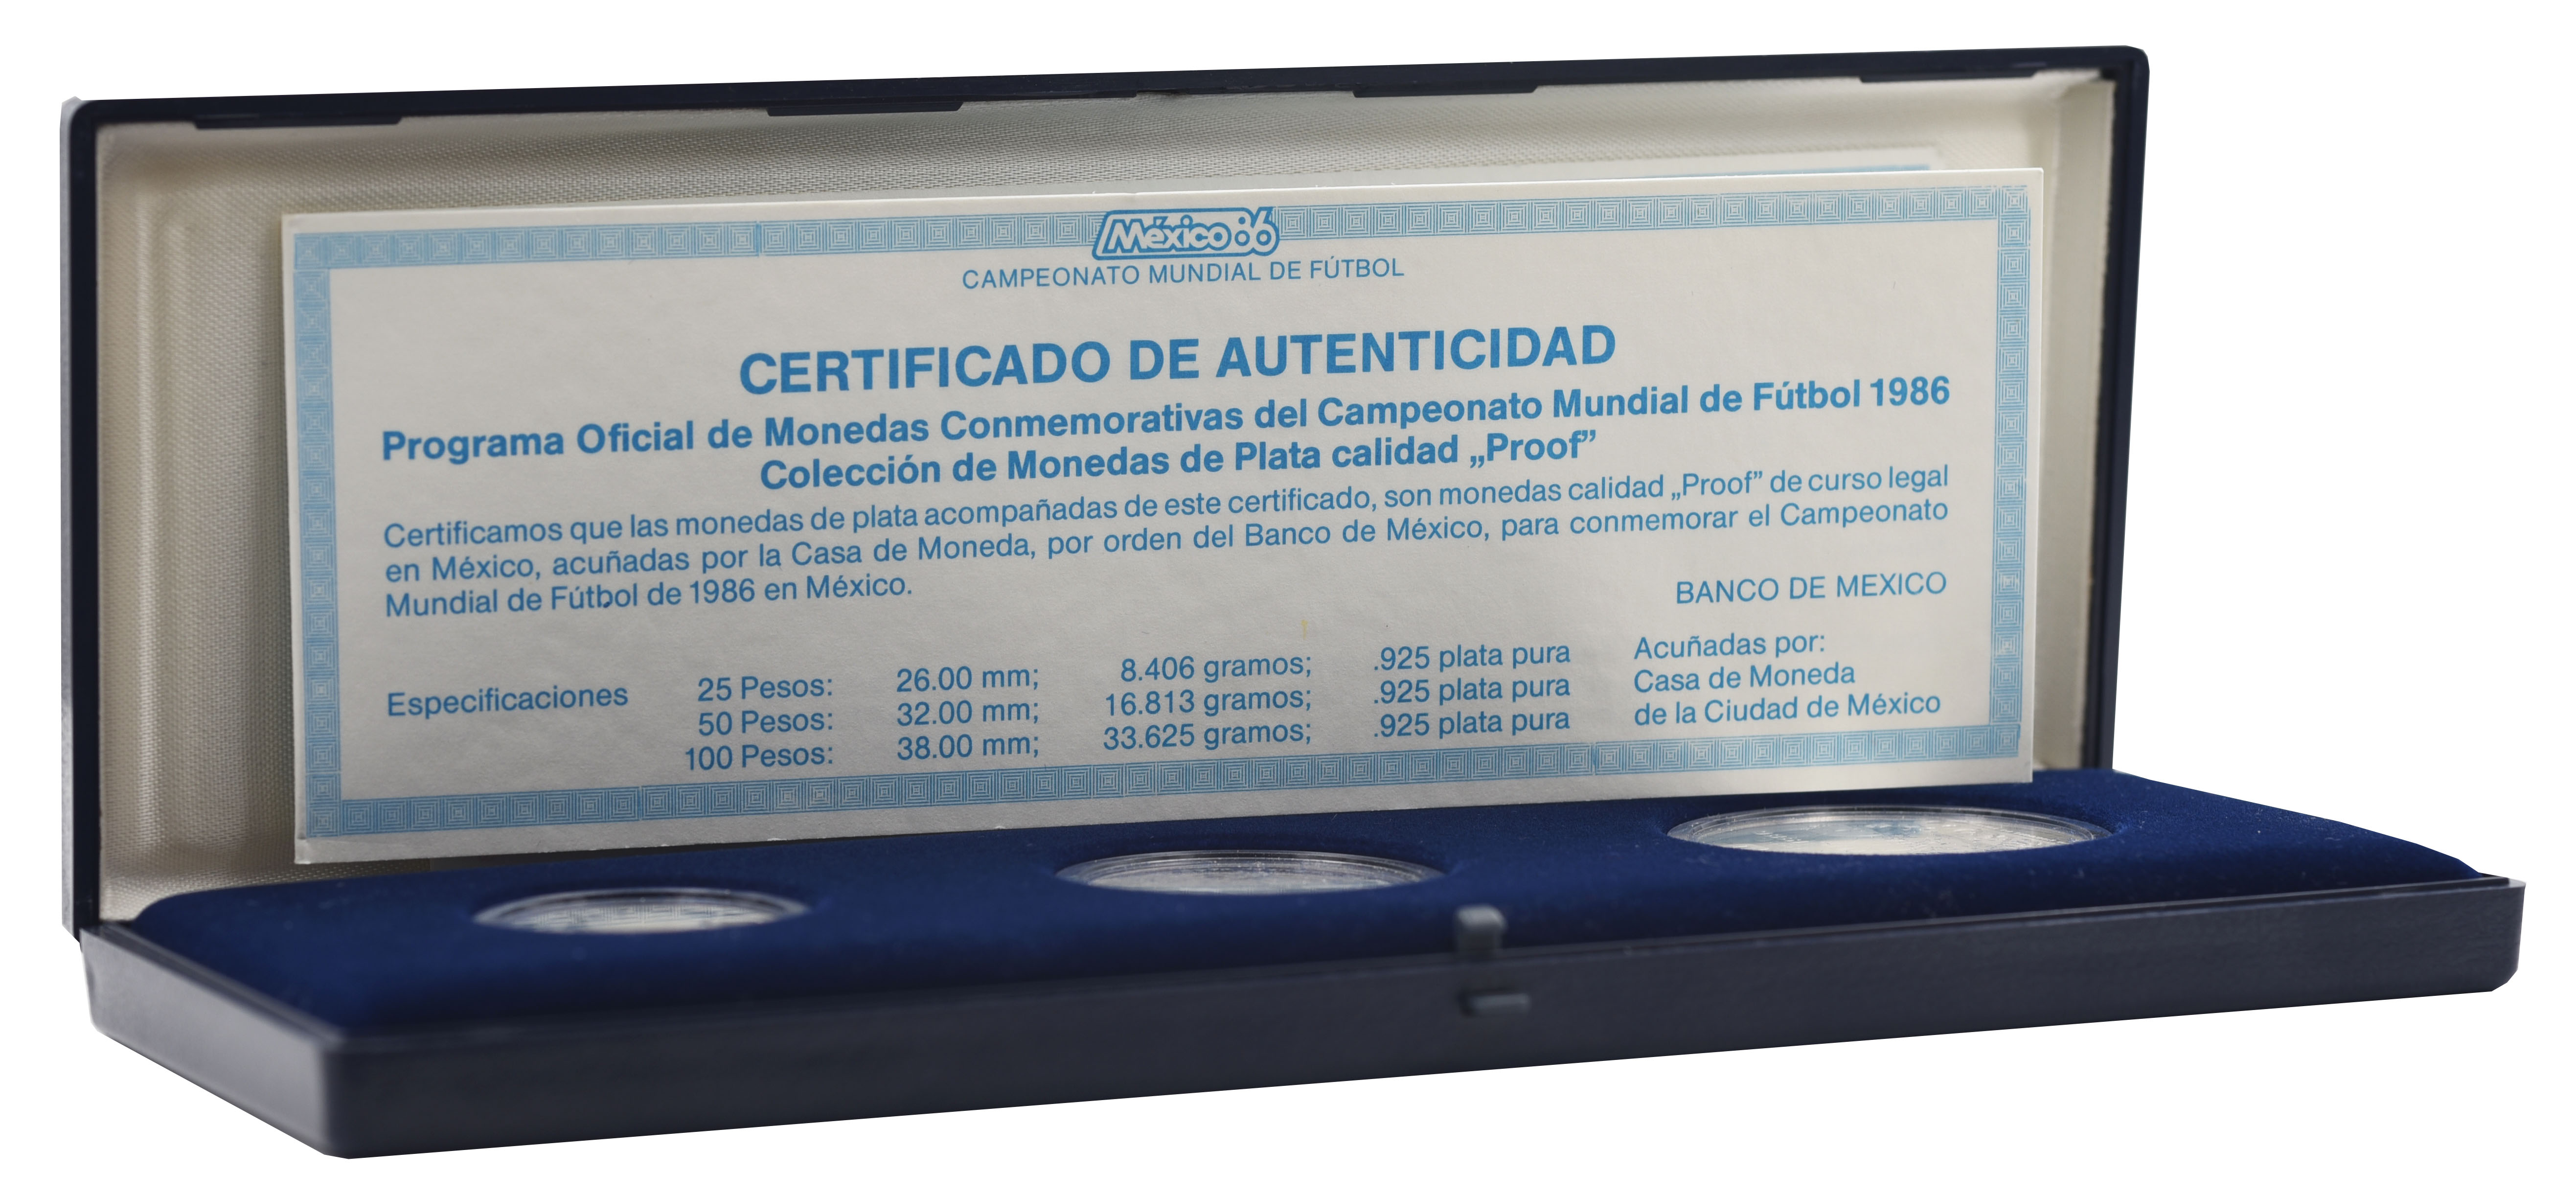 México 86
CAMPEONATO MUNDIAL DE FÚTBOL
CERTIFICADO DE AUTENTICIDAD
Programa Oficial de Monedas Conmemorativas del Campeonato Mundial de Fútbol 1986
Colección de Monedas de Plata calidad „Proof”
Certificamos que las monedas de plata acompañadas de este certificado, son monedas calidad „Proof” de curso legal
en México, acuñadas por la Casa de Moneda, por orden del Banco de México, para conmemorar el Campeonato
Mundial de Fútbol de 1986 en México.
BANCO DE MEXICO
Especificaciones
25 Pesos: 26.00 mm; 8.406 gramos; .925 plata pura
50 Pesos: 32.00 mm; 16.813 gramos; .925 plata pura
100 Pesos: 38.00 mm; 33.625 gramos; .925 plata pura
Acuñadas por:
Casa de Moneda
de la Ciudad de México